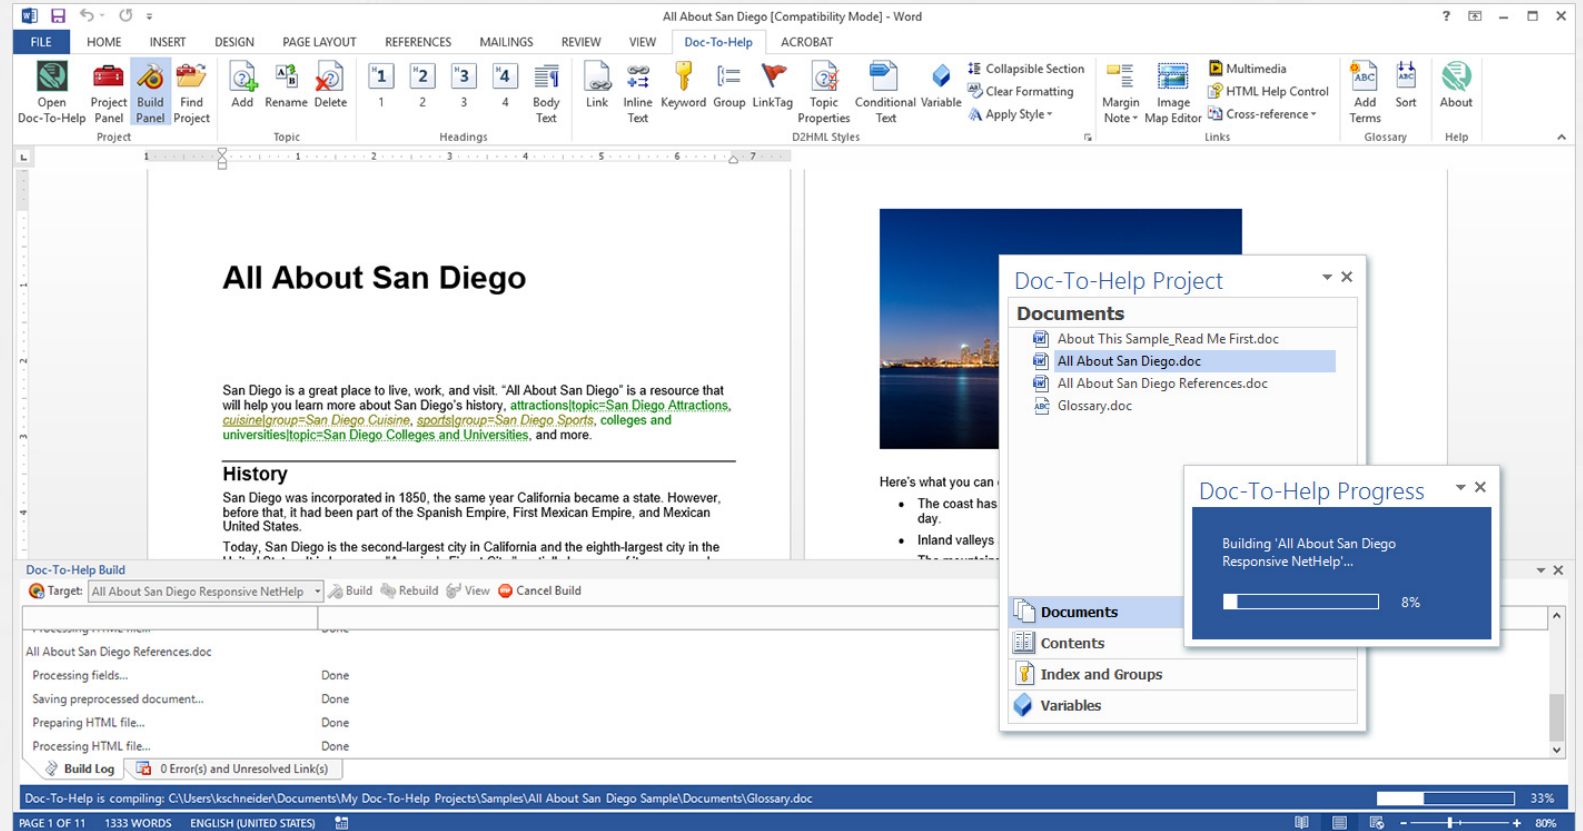 All About San Diego [Compatibility Mode] - Word
?
FILE HOME INSERT DESIGN PAGE LAYOUT REFERENCES MAILINGS REVIEW VIEW Doc-To-Help ACROBAT
Open Doc-To-Help
Project Panel
Build Panel
Find Project
Project
Add
Rename
Delete
Topic
"1 1
"2 2
"3 3
"4 4
Body Text
Headings
Link
Inline Text
Keyword
Group
LinkTag
Topic Properties
Conditional Text
Variable
Collapsible Section
Clear Formatting
Apply Style
D2HML Styles
Margin Note
Image Map Editor
Multimedia
HTML Help Control
Cross-reference
Links
Add Terms
Sort
Glossary
About
Help
1 1 2 3 4 5 6 7
All About San Diego
San Diego is a great place to live, work, and visit. “All About San Diego” is a resource that
will help you learn more about San Diego’s history, attractions|topic=San Diego Attractions,
cuisine|group=San Diego Cuisine, sports|group=San Diego Sports, colleges and
universities|topic=San Diego Colleges and Universities, and more.
History
San Diego was incorporated in 1850, the same year California became a state. However,
before that, it had been part of the Spanish Empire, First Mexican Empire, and Mexican
United States.
Today, San Diego is the second-largest city in California and the eighth-largest city in the
Here’s what you can
• The coast has
day.
• Inland valleys
Doc-To-Help Project
Documents
About This Sample_Read Me First.doc
All About San Diego.doc
All About San Diego References.doc
Glossary.doc
Documents
Contents
Index and Groups
Variables
Doc-To-Help Progress
Building 'All About San Diego
Responsive NetHelp'...
8%
Doc-To-Help Build
Target: All About San Diego Responsive NetHelp Build Rebuild View Cancel Build
Processing HTML file... Done
All About San Diego References.doc
Processing fields... Done
Saving preprocessed document... Done
Preparing HTML file... Done
Processing HTML file... Done
Build Log 0 Error(s) and Unresolved Link(s)
Doc-To-Help is compiling: C:\Users\kschneider\Documents\My Doc-To-Help Projects\Samples\All About San Diego Sample\Documents\Glossary.doc 33%
PAGE 1 OF 11 1333 WORDS ENGLISH (UNITED STATES) 80%